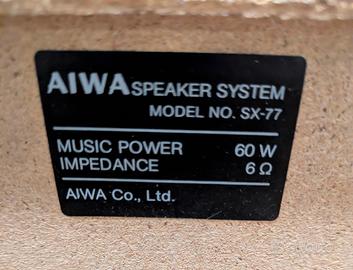 AIWA SPEAKER SYSTEM
MODEL NO. SX-77
MUSIC POWER 60 W
IMPEDANCE 6 Ω
AIWA Co., Ltd.